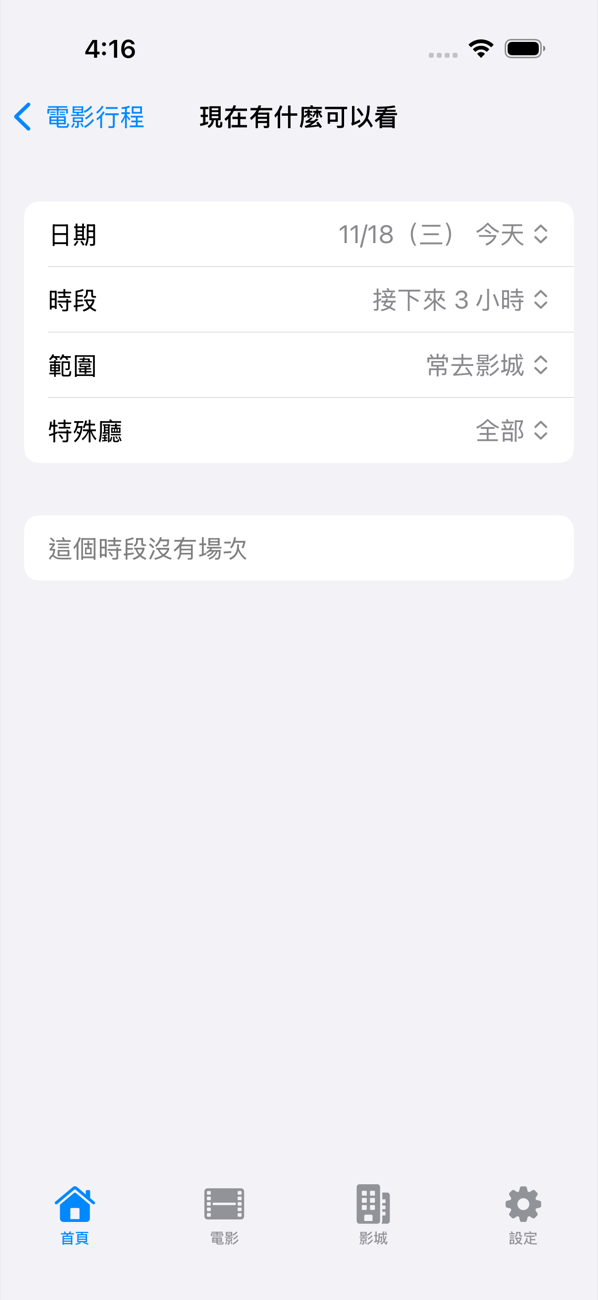 4:16
電影行程 現在有什麼可以看
日期 11/18（三） 今天
時段 接下來 3 小時
範圍 常去影城
特殊廳 全部
這個時段沒有場次
首頁 電影 影城 設定